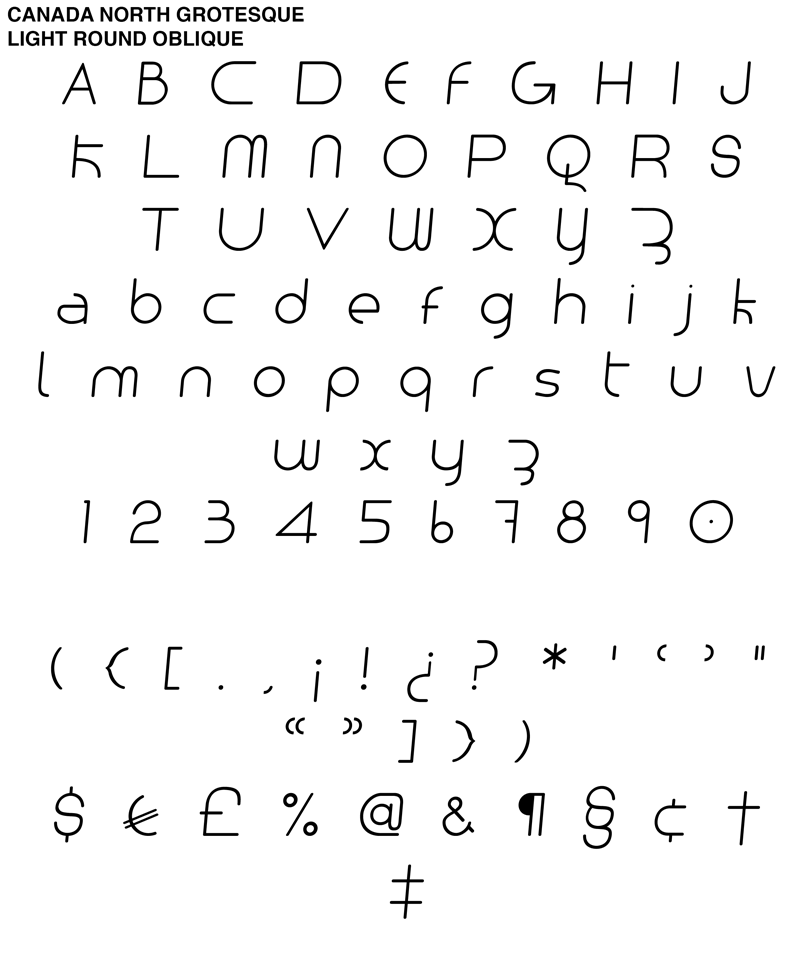 CANADA NORTH GROTESQUE
LIGHT ROUND OBLIQUE
A B C D E F G H I J
K L M N O P Q R S
T U V W X Y Z
a b c d e f g h i j k
l m n o p q r s t u v
w x y z
1 2 3 4 5 6 7 8 9 0
( { [ . , ¡ ! ¿ ? * ' ‘ ’ "
“ ” ] } )
$ € £ % @ & ¶ § ¢ †
‡